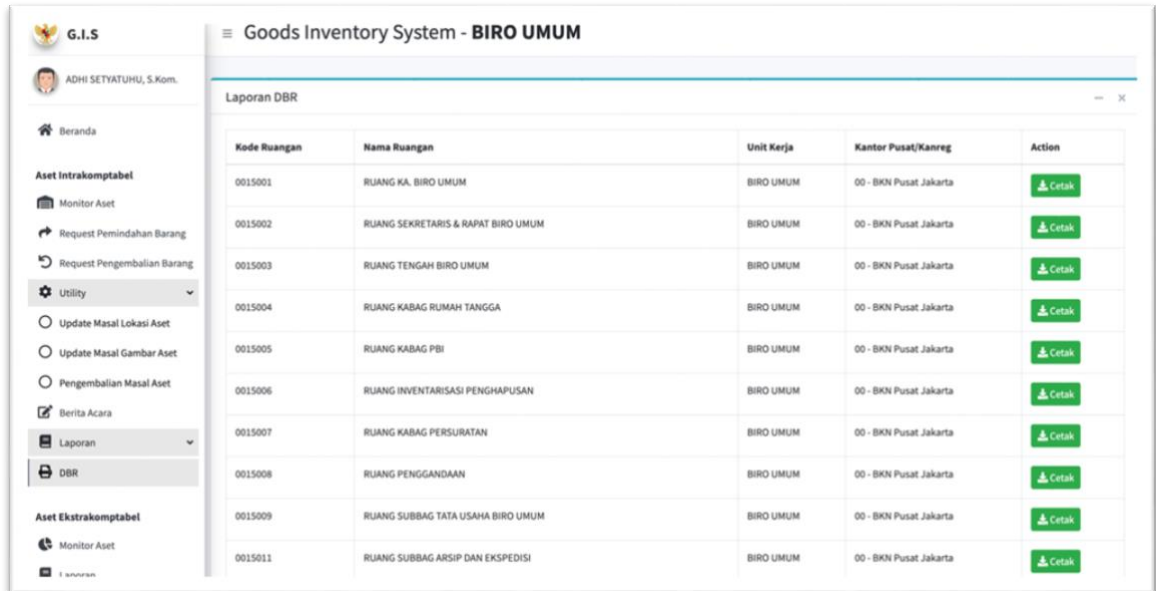 G.I.S
Goods Inventory System - BIRO UMUM
ADHI SETYATUHU, S.Kom.
Beranda
Aset Intrakomptabel
Monitor Aset
Request Pemindahan Barang
Request Pengembalian Barang
Utility
Update Masal Lokasi Aset
Update Masal Gambar Aset
Pengembalian Masal Aset
Berita Acara
Laporan
DBR
Aset Ekstrakomptabel
Monitor Aset
Laporan
Laporan DBR
Kode Ruangan Nama Ruangan Unit Kerja Kantor Pusat/Kanreg Action
0015001 RUANG KA. BIRO UMUM BIRO UMUM 00 - BKN Pusat Jakarta Cetak
0015002 RUANG SEKRETARIS & RAPAT BIRO UMUM BIRO UMUM 00 - BKN Pusat Jakarta Cetak
0015003 RUANG TENGAH BIRO UMUM BIRO UMUM 00 - BKN Pusat Jakarta Cetak
0015004 RUANG KABAG RUMAH TANGGA BIRO UMUM 00 - BKN Pusat Jakarta Cetak
0015005 RUANG KABAG PBI BIRO UMUM 00 - BKN Pusat Jakarta Cetak
0015006 RUANG INVENTARISASI PENGHAPUSAN BIRO UMUM 00 - BKN Pusat Jakarta Cetak
0015007 RUANG KABAG PERSURATAN BIRO UMUM 00 - BKN Pusat Jakarta Cetak
0015008 RUANG PENGGANDAAN BIRO UMUM 00 - BKN Pusat Jakarta Cetak
0015009 RUANG SUBBAG TATA USAHA BIRO UMUM BIRO UMUM 00 - BKN Pusat Jakarta Cetak
0015011 RUANG SUBBAG ARSIP DAN EKSPEDISI BIRO UMUM 00 - BKN Pusat Jakarta Cetak